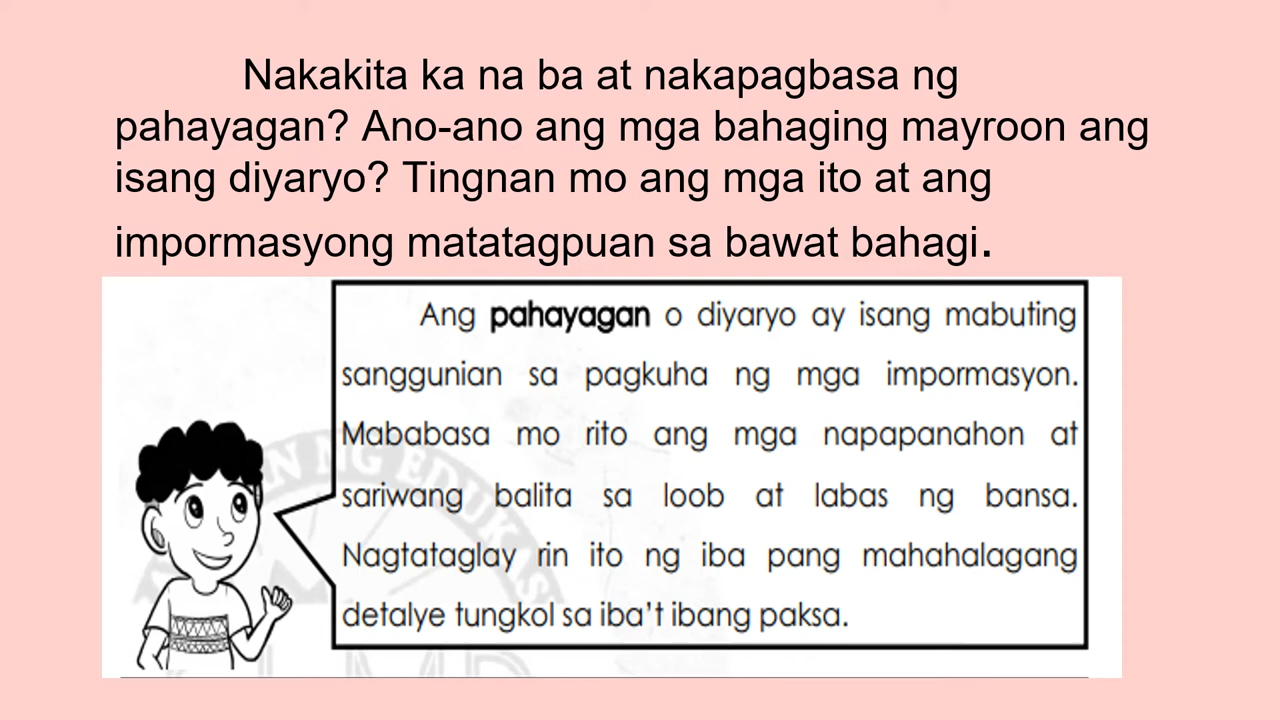 Nakakita ka na ba at nakapagbasa ng
pahayagan? Ano-ano ang mga bahaging mayroon ang
isang diyaryo? Tingnan mo ang mga ito at ang
impormasyong matatagpuan sa bawat bahagi.
Ang pahayagan o diyaryo ay isang mabuting
sanggunian sa pagkuha ng mga impormasyon.
Mababasa mo rito ang mga napapanahon at
sariwang balita sa loob at labas ng bansa.
Nagtataglay rin ito ng iba pang mahahalagang
detalye tungkol sa iba't ibang paksa.